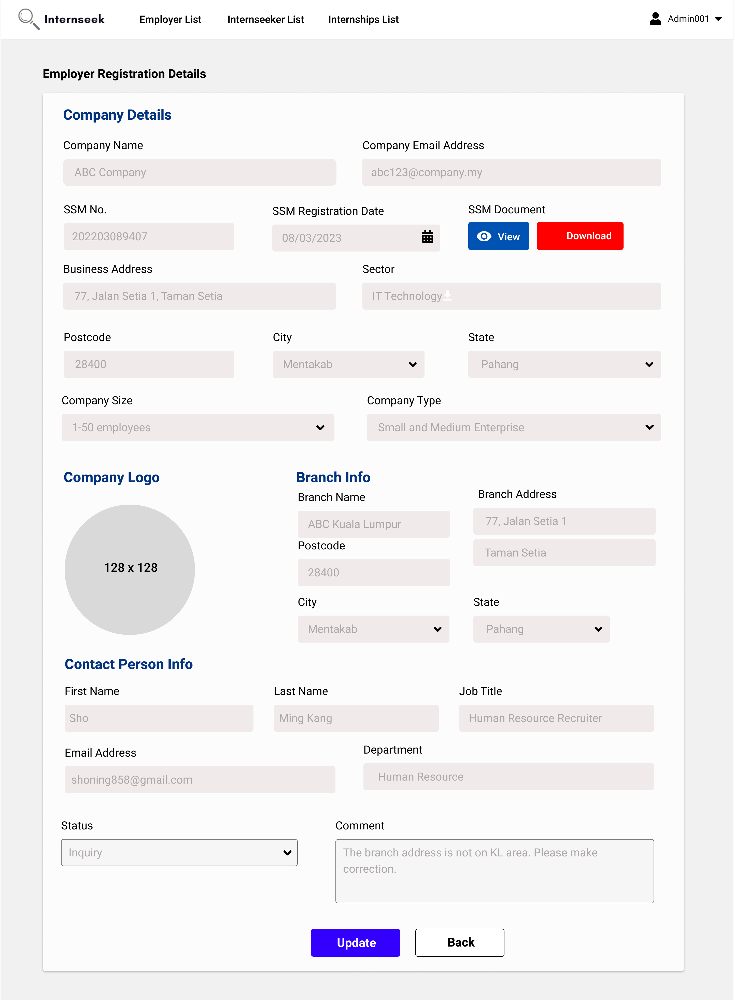 Internseek
Employer List
Internseeker List
Internships List
Admin001
Employer Registration Details
Company Details
Company Name
Company Email Address
ABC Company
abc123@company.my
SSM No.
SSM Registration Date
SSM Document
202203089407
08/03/2023
View
Download
Business Address
Sector
77, Jalan Setia 1, Taman Setia
IT Technology
Postcode
City
State
28400
Mentakab
Pahang
Company Size
Company Type
1-50 employees
Small and Medium Enterprise
Company Logo
128 x 128
Branch Info
Branch Name
Branch Address
ABC Kuala Lumpur
77, Jalan Setia 1
Postcode
Taman Setia
28400
City
State
Mentakab
Pahang
Contact Person Info
First Name
Last Name
Job Title
Sho
Ming Kang
Human Resource Recruiter
Email Address
Department
shoning858@gmail.com
Human Resource
Status
Comment
Inquiry
The branch address is not on KL area. Please make
correction.
Update
Back